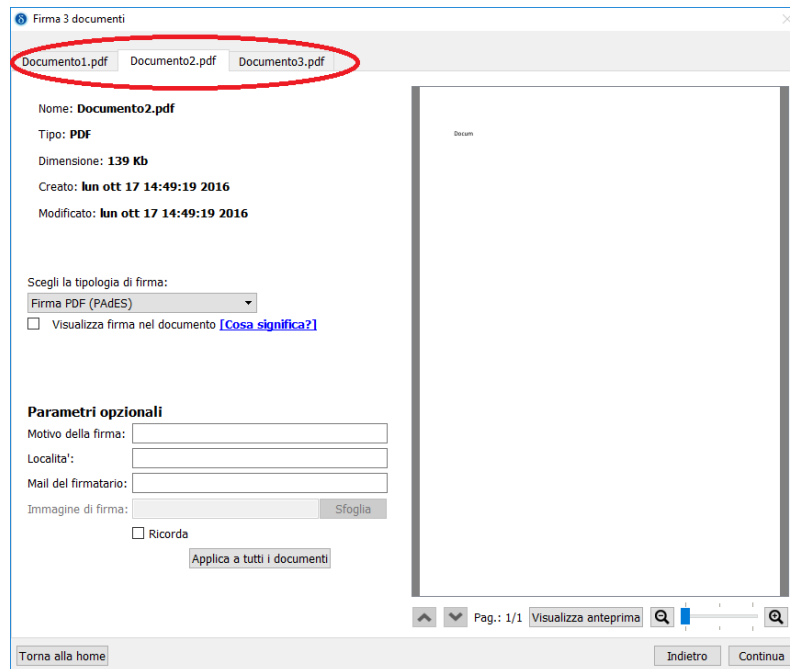 Firma 3 documenti
Documento1.pdf Documento2.pdf Documento3.pdf
Nome: Documento2.pdf
Tipo: PDF
Dimensione: 139 Kb
Creato: lun ott 17 14:49:19 2016
Modificato: lun ott 17 14:49:19 2016
Docum
Scegli la tipologia di firma:
Firma PDF (PAdES)
Visualizza firma nel documento [Cosa significa?]
Parametri opzionali
Motivo della firma:
Localita':
Mail del firmatario:
Immagine di firma: Sfoglia
Ricorda
Applica a tutti i documenti
Pag.: 1/1 Visualizza anteprima
Torna alla home Indietro Continua